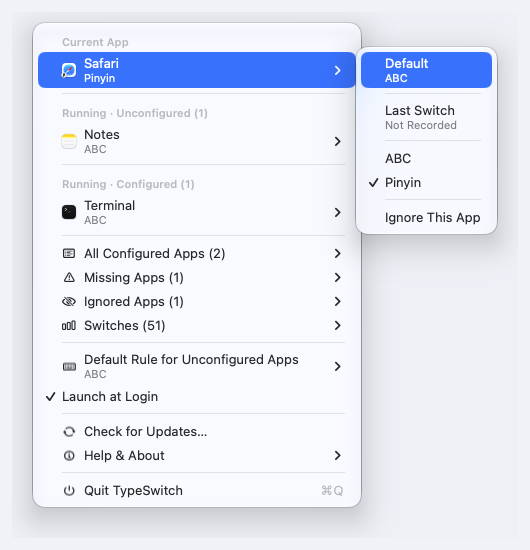 Current App
Safari
Pinyin
Running · Unconfigured (1)
Notes
ABC
Running · Configured (1)
Terminal
ABC
All Configured Apps (2)
Missing Apps (1)
Ignored Apps (1)
Switches (51)
Default Rule for Unconfigured Apps
ABC
Launch at Login
Check for Updates...
Help & About
Quit TypeSwitch ⌘Q
Default
ABC
Last Switch
Not Recorded
ABC
Pinyin
Ignore This App